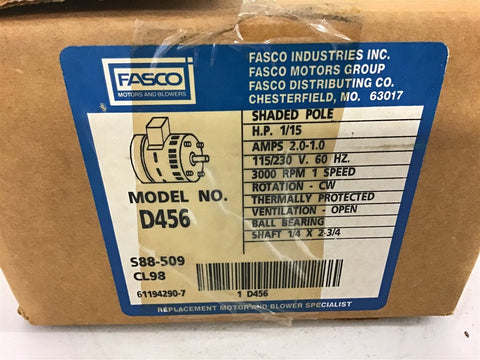 FASCO
MOTORS AND BLOWERS
FASCO INDUSTRIES INC.
FASCO MOTORS GROUP
FASCO DISTRIBUTING CO.
CHESTERFIELD, MO. 63017
SHADED POLE
H.P. 1/15
AMPS 2.0-1.0
115/230 V. 60 HZ.
3000 RPM 1 SPEED
ROTATION - CW
THERMALLY PROTECTED
VENTILATION - OPEN
BALL BEARING
SHAFT 1/4 X 2-3/4
MODEL NO.
D456
S88-509
CL98
61194290-7
1 D456
REPLACEMENT MOTOR AND BLOWER SPECIALIST